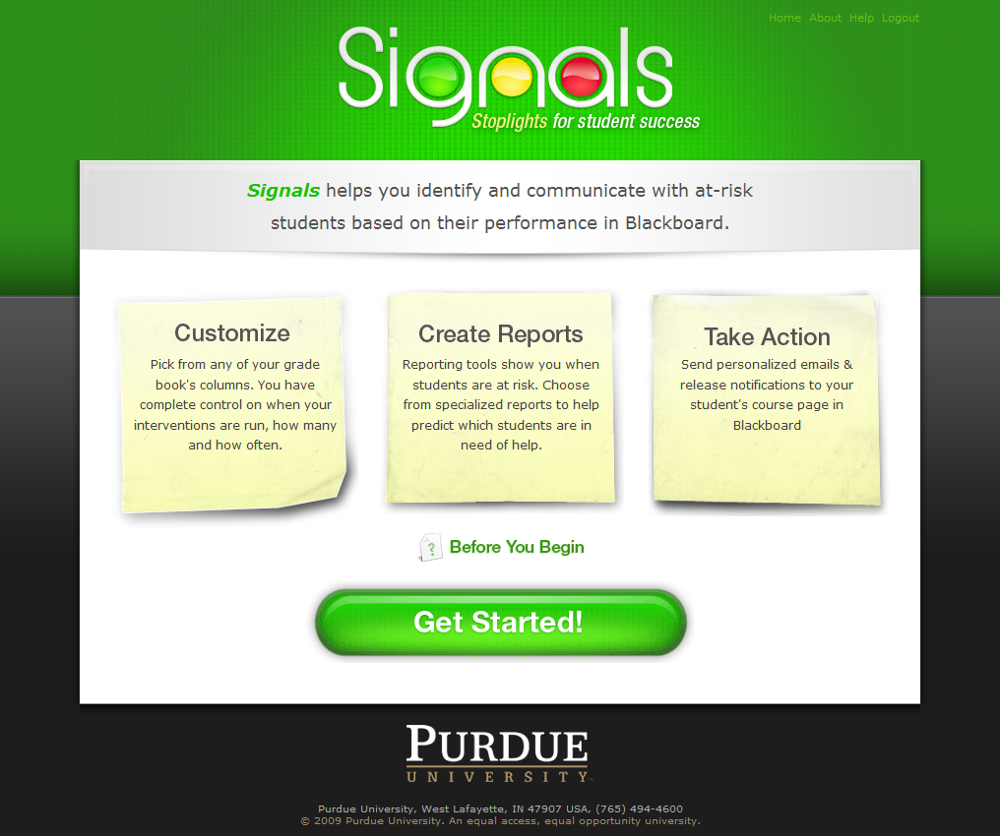 Home About Help Logout
Signals
Stoplights for student success
Signals helps you identify and communicate with at-risk
students based on their performance in Blackboard.
Customize
Pick from any of your grade
book's columns. You have
complete control on when your
interventions are run, how many
and how often.
Create Reports
Reporting tools show you when
students are at risk. Choose
from specialized reports to help
predict which students are in
need of help.
Take Action
Send personalized emails &
release notifications to your
student's course page in
Blackboard
? Before You Begin
Get Started!
PURDUE
UNIVERSITY
Purdue University, West Lafayette, IN 47907 USA, (765) 494-4600
© 2009 Purdue University. An equal access, equal opportunity university.